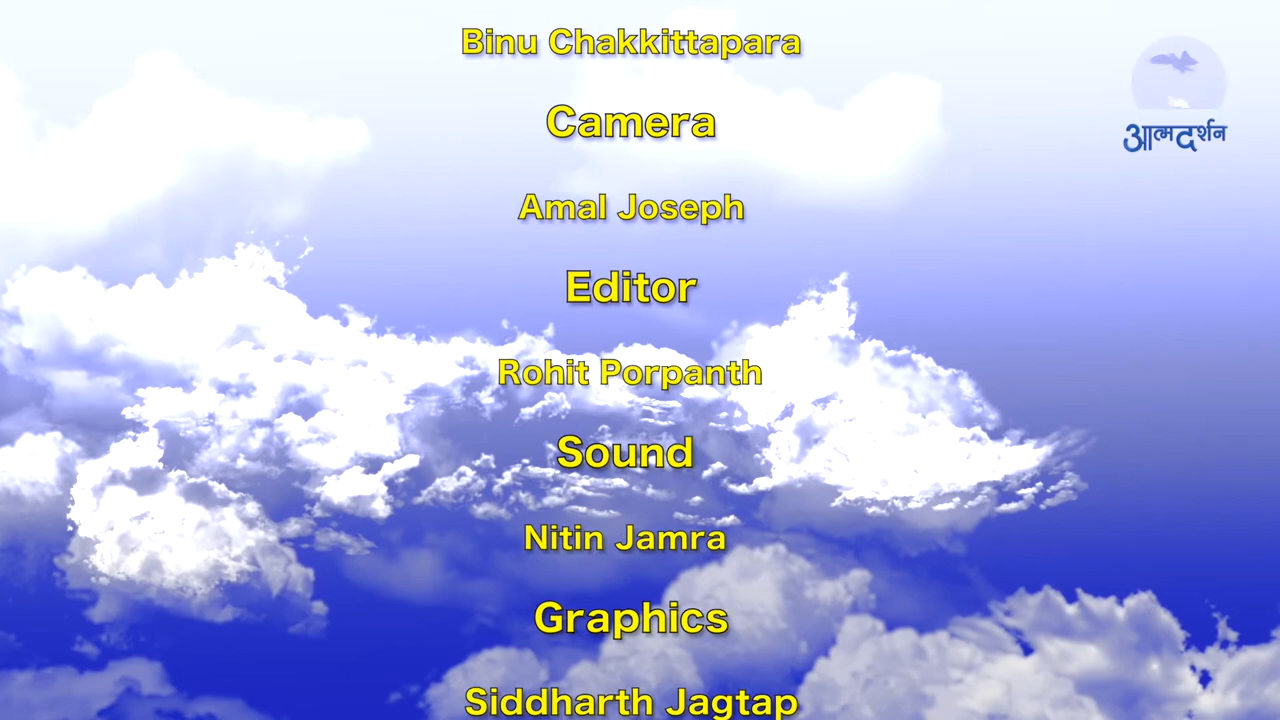 Binu Chakkittapara
Camera
आत्मदर्शन
Amal Joseph
Editor
Rohit Porpanth
Sound
Nitin Jamra
Graphics
Siddharth Jagtap